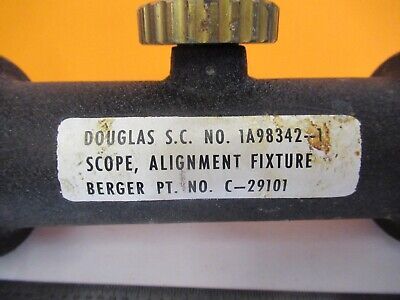 DOUGLAS S.C. NO. 1A98342-1
SCOPE, ALIGNMENT FIXTURE
BERGER PT. NO. C-29101